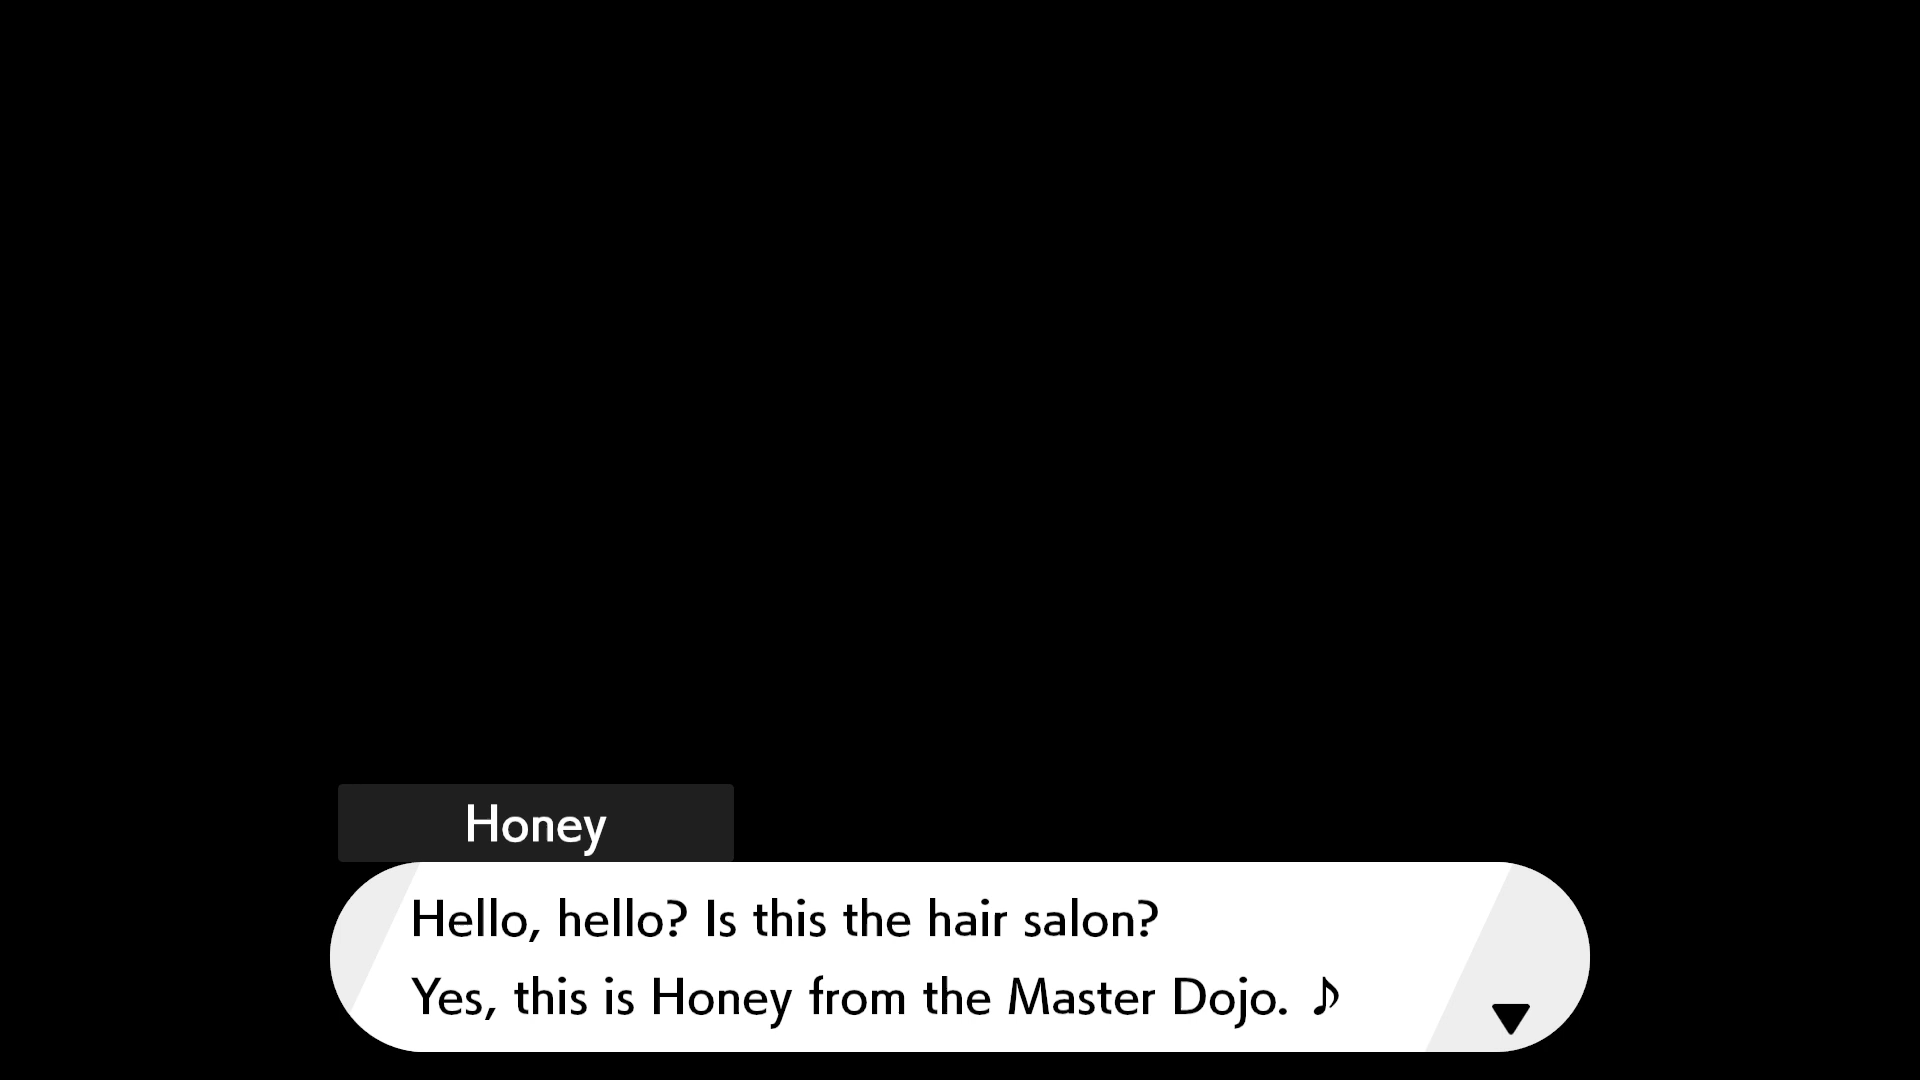 Honey
Hello, hello? Is this the hair salon?
Yes, this is Honey from the Master Dojo. ♪